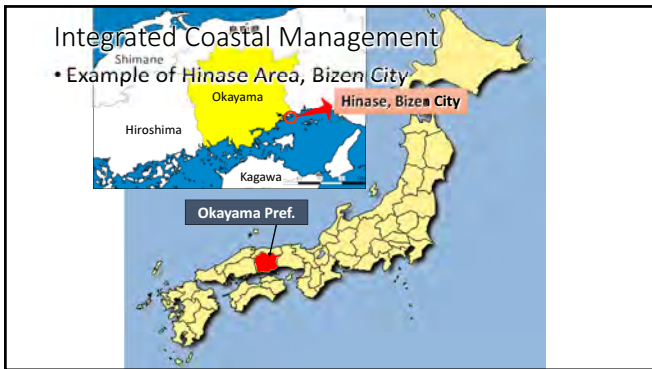 Integrated Coastal Management
Shimane
• Example of Hinase Area, Bizen City
Okayama
Hinase, Bizen City
Hiroshima
Kagawa
Okayama Pref.